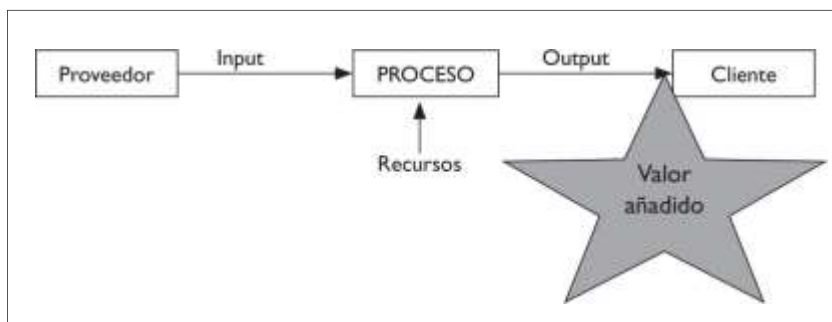 Input
Output
Proveedor
PROCESO
Cliente
Recursos
Valor
añadido